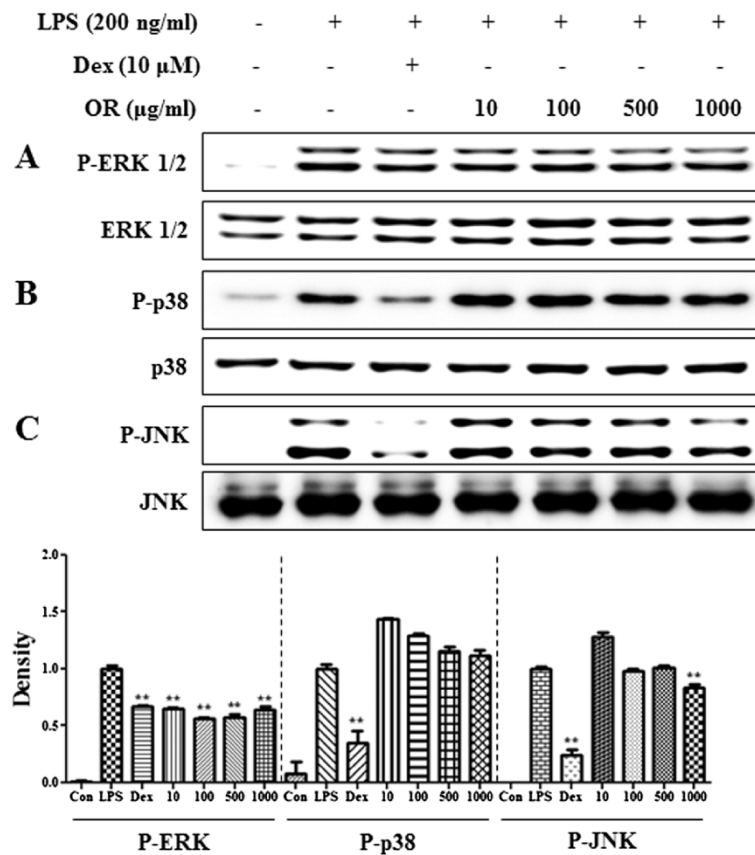 LPS (200 ng/ml) - + + + + + +
Dex (10 µM) - - + - - - -
OR (µg/ml) - - - 10 100 500 1000
A P-ERK 1/2
ERK 1/2
B P-p38
p38
C P-JNK
JNK
2.0
1.5
1.0
0.5
0.0
Density
** ** ** ** ** ** ** **
Con LPS Dex 10 100 500 1000 Con LPS Dex 10 100 500 1000 Con LPS Dex 10 100 500 1000
P-ERK P-p38 P-JNK